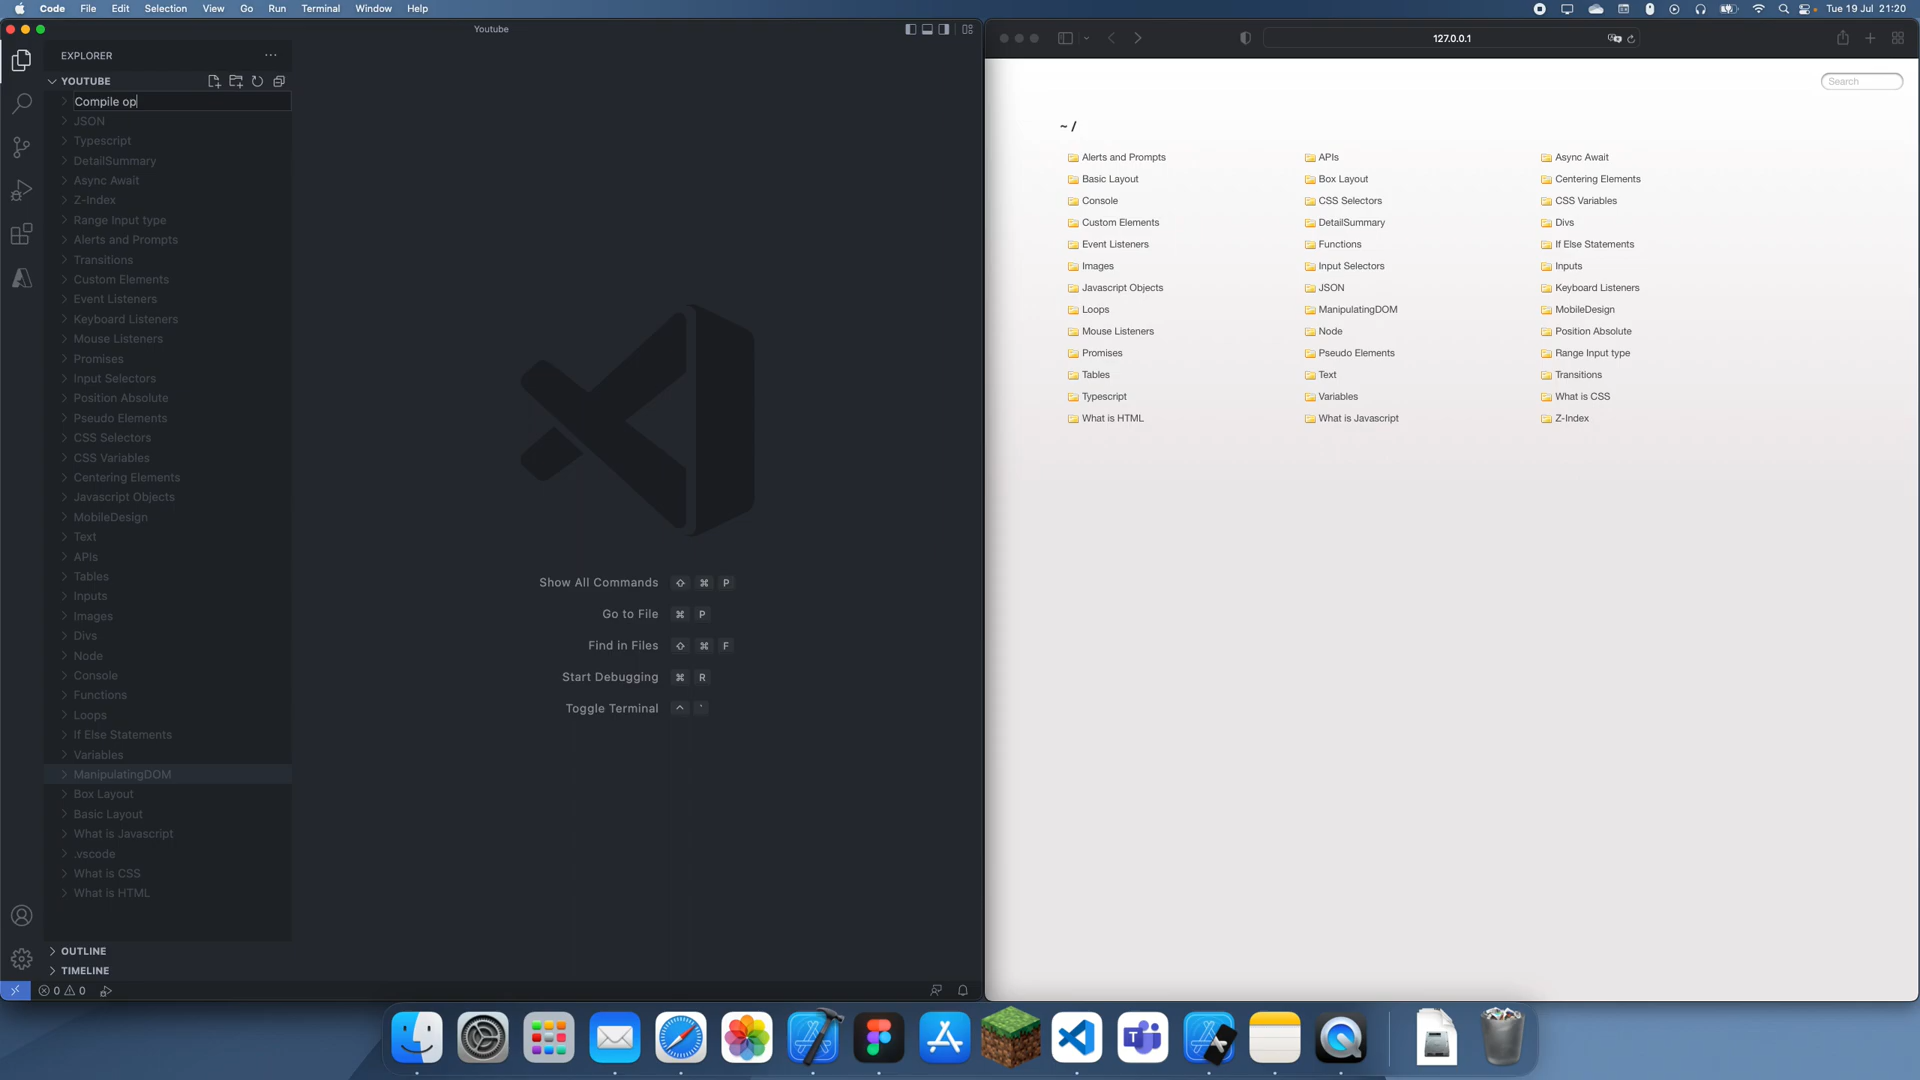 Code File Edit Selection View Go Run Terminal Window Help
Tue 19 Jul 21:20
Youtube
EXPLORER
YOUTUBE
Compile op
JSON
Typescript
DetailSummary
Async Await
Z-Index
Range Input type
Alerts and Prompts
Transitions
Custom Elements
Event Listeners
Keyboard Listeners
Mouse Listeners
Promises
Input Selectors
Position Absolute
Pseudo Elements
CSS Selectors
CSS Variables
Centering Elements
Javascript Objects
MobileDesign
Text
APIs
Tables
Inputs
Images
Divs
Node
Console
Functions
Loops
If Else Statements
Variables
ManipulatingDOM
Box Layout
Basic Layout
What is Javascript
.vscode
What is CSS
What is HTML
OUTLINE
TIMELINE
0 0
Show All Commands ⇧ ⌘ P
Go to File ⌘ P
Find in Files ⇧ ⌘ F
Start Debugging ⌘ R
Toggle Terminal ^ `
127.0.0.1
Search
~ /
Alerts and Prompts APIs Async Await
Basic Layout Box Layout Centering Elements
Console CSS Selectors CSS Variables
Custom Elements DetailSummary Divs
Event Listeners Functions If Else Statements
Images Input Selectors Inputs
Javascript Objects JSON Keyboard Listeners
Loops ManipulatingDOM MobileDesign
Mouse Listeners Node Position Absolute
Promises Pseudo Elements Range Input type
Tables Text Transitions
Typescript Variables What is CSS
What is HTML What is Javascript Z-Index